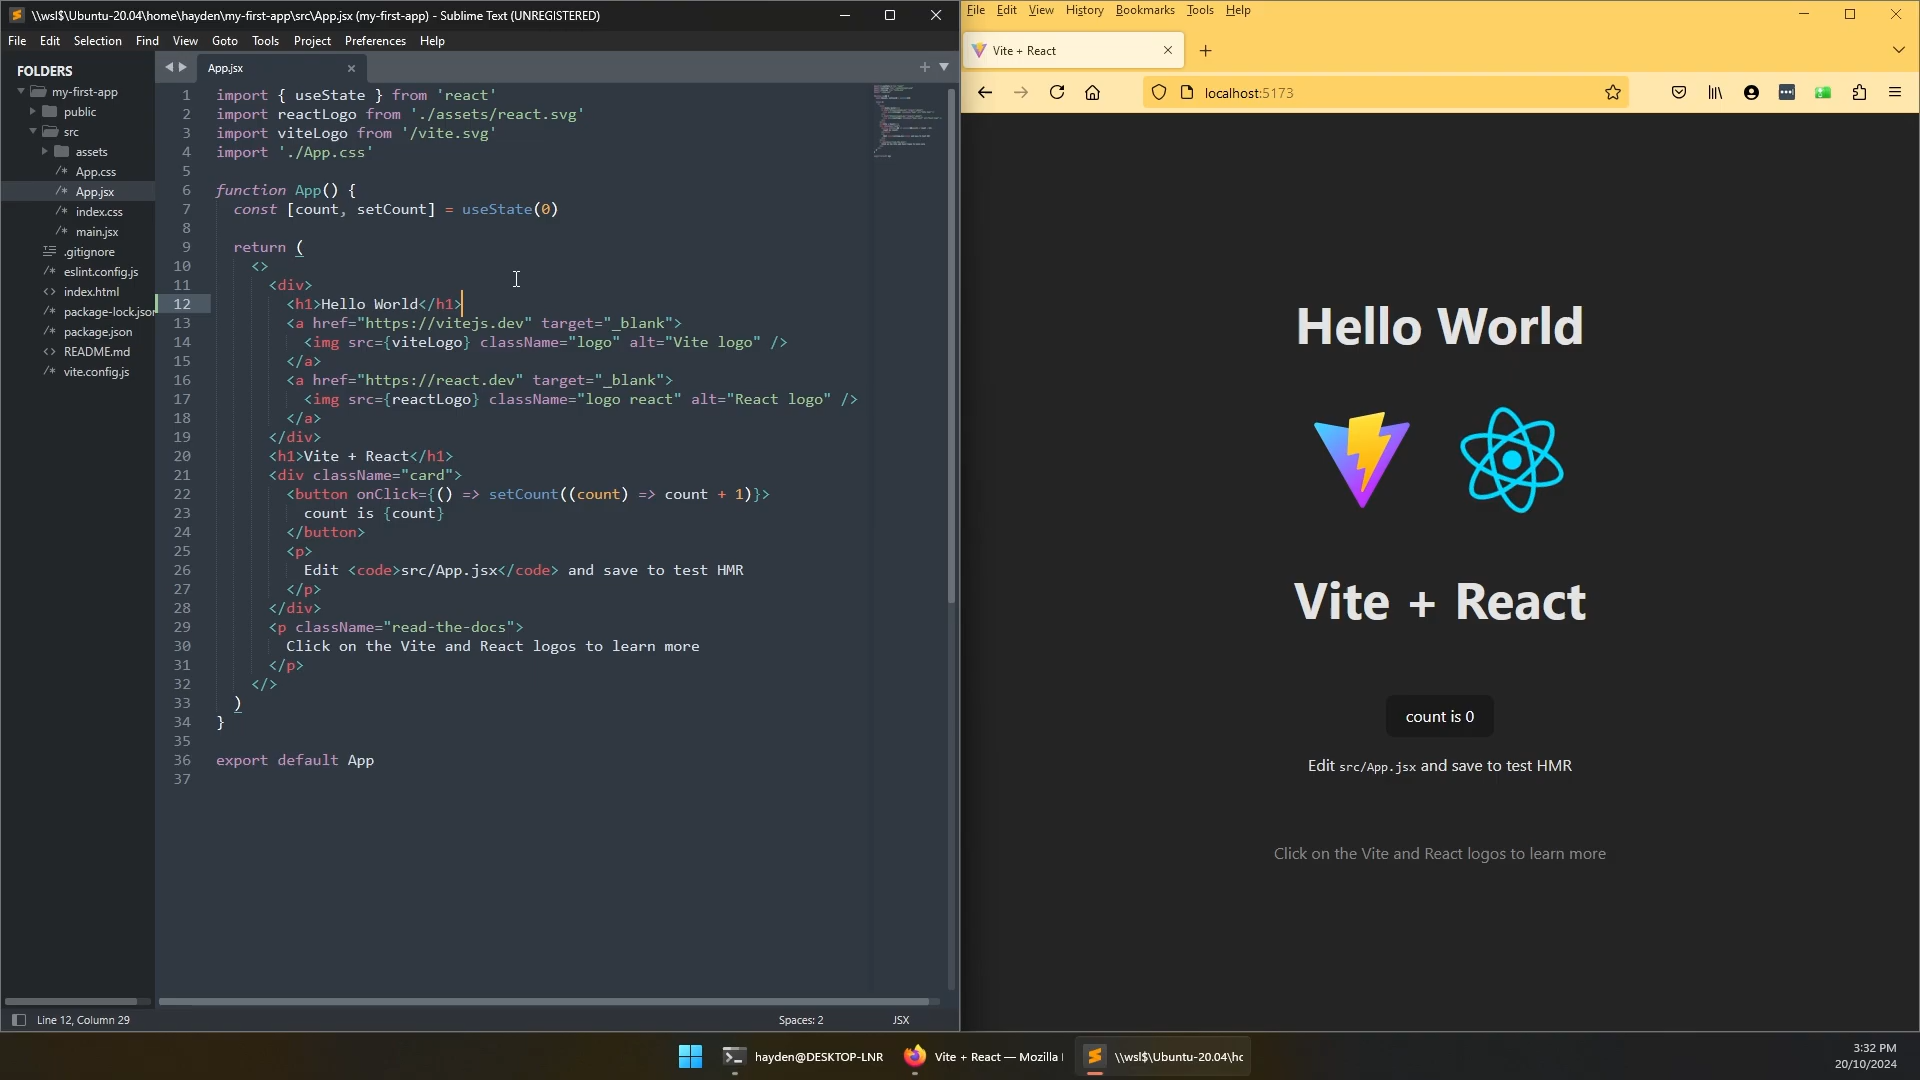 \\wsl$\Ubuntu-20.04\home\hayden\my-first-app\src\App.jsx (my-first-app) - Sublime Text (UNREGISTERED)
File Edit Selection Find View Goto Tools Project Preferences Help
FOLDERS
my-first-app
public
src
assets
/* App.css
/* App.jsx
/* index.css
/* main.jsx
.gitignore
/* eslint.config.js
<> index.html
/* package-lock.json
/* package.json
<> README.md
/* vite.config.js
App.jsx
1 import { useState } from 'react'
2 import reactLogo from './assets/react.svg'
3 import viteLogo from '/vite.svg'
4 import './App.css'
5
6 function App() {
7   const [count, setCount] = useState(0)
8
9   return (
10     <>
11       <div>
12         <h1>Hello World</h1>
13         <a href="https://vitejs.dev" target="_blank">
14           <img src={viteLogo} className="logo" alt="Vite logo" />
15         </a>
16         <a href="https://react.dev" target="_blank">
17           <img src={reactLogo} className="logo react" alt="React logo" />
18         </a>
19       </div>
20       <h1>Vite + React</h1>
21       <div className="card">
22         <button onClick={() => setCount((count) => count + 1)}>
23           count is {count}
24         </button>
25         <p>
26           Edit <code>src/App.jsx</code> and save to test HMR
27         </p>
28       </div>
29       <p className="read-the-docs">
30         Click on the Vite and React logos to learn more
31       </p>
32     </>
33   )
34 }
35
36 export default App
37
Line 12, Column 29
Spaces: 2
JSX
File Edit View History Bookmarks Tools Help
Vite + React
localhost:5173
Hello World
Vite + React
count is 0
Edit src/App.jsx and save to test HMR
Click on the Vite and React logos to learn more
hayden@DESKTOP-LNR
Vite + React — Mozilla
\\wsl$\Ubuntu-20.04\hc
3:32 PM
20/10/2024